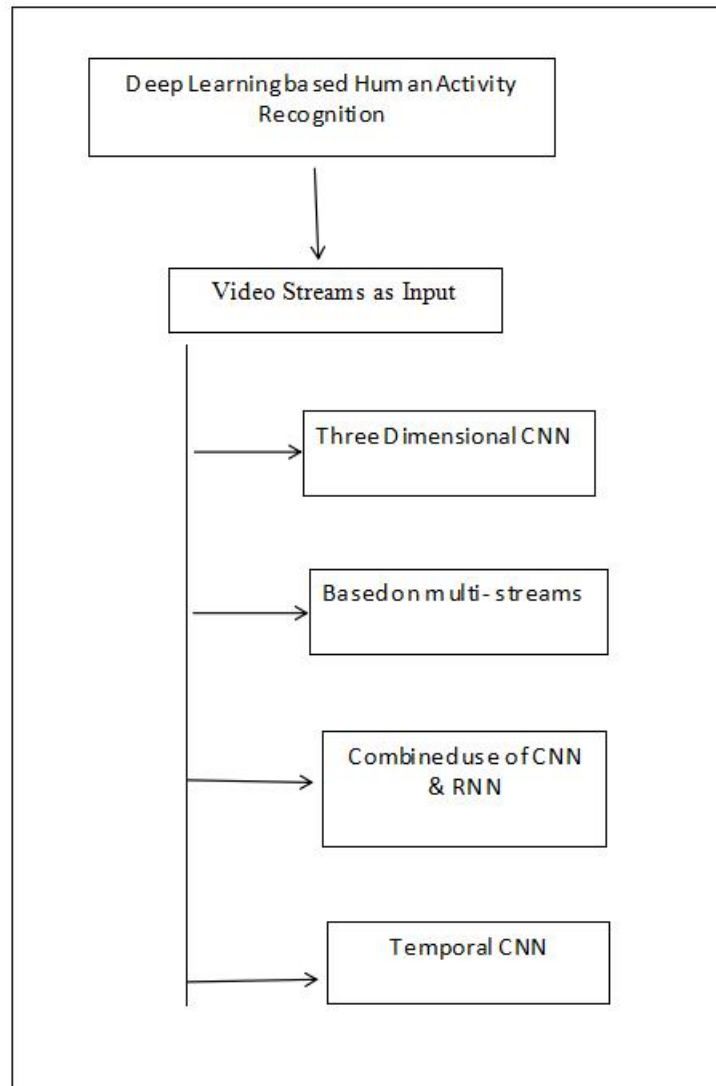 Deep Learning based Human Activity
Recognition
Video Streams as Input
Three Dimensional CNN
Based on multi- streams
Combined use of CNN
& RNN
Temporal CNN